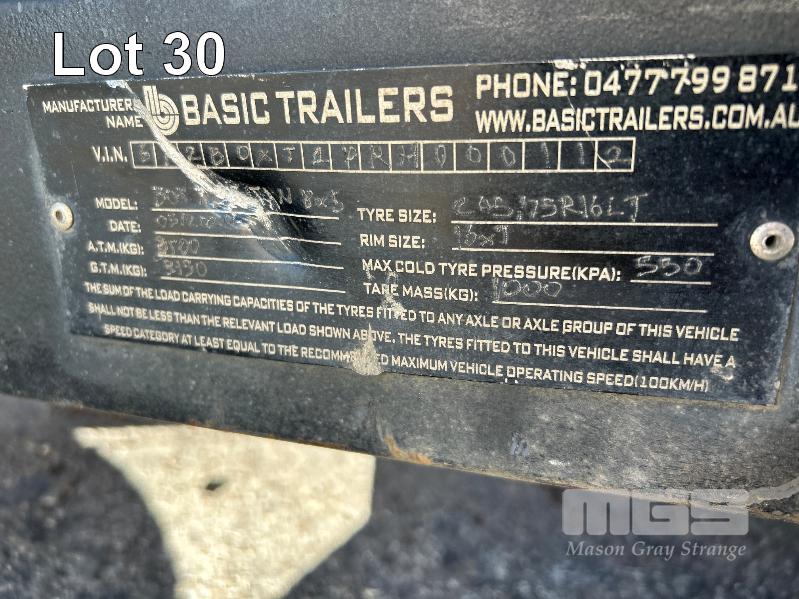 Lot 30
MANUFACTURERS NAME BASIC TRAILERS PHONE: 0477 799 871
WWW.BASICTRAILERS.COM.AU
V.I.N.
MODEL: 8x5 TYRE SIZE:
DATE: RIM SIZE:
A.T.M.(KG): 3500 MAX COLD TYRE PRESSURE(KPA): 550
G.T.M.(KG): 3150 TARE MASS(KG): 1000
THE SUM OF THE LOAD CARRYING CAPACITIES OF THE TYRES FITTED TO ANY AXLE OR AXLE GROUP OF THIS VEHICLE
SHALL NOT BE LESS THAN THE RELEVANT LOAD SHOWN ABOVE. THE TYRES FITTED TO THIS VEHICLE SHALL HAVE A
SPEED CATEGORY AT LEAST EQUAL TO THE RECOMMENDED MAXIMUM VEHICLE OPERATING SPEED(100KM/H)
MGS
Mason Gray Strange